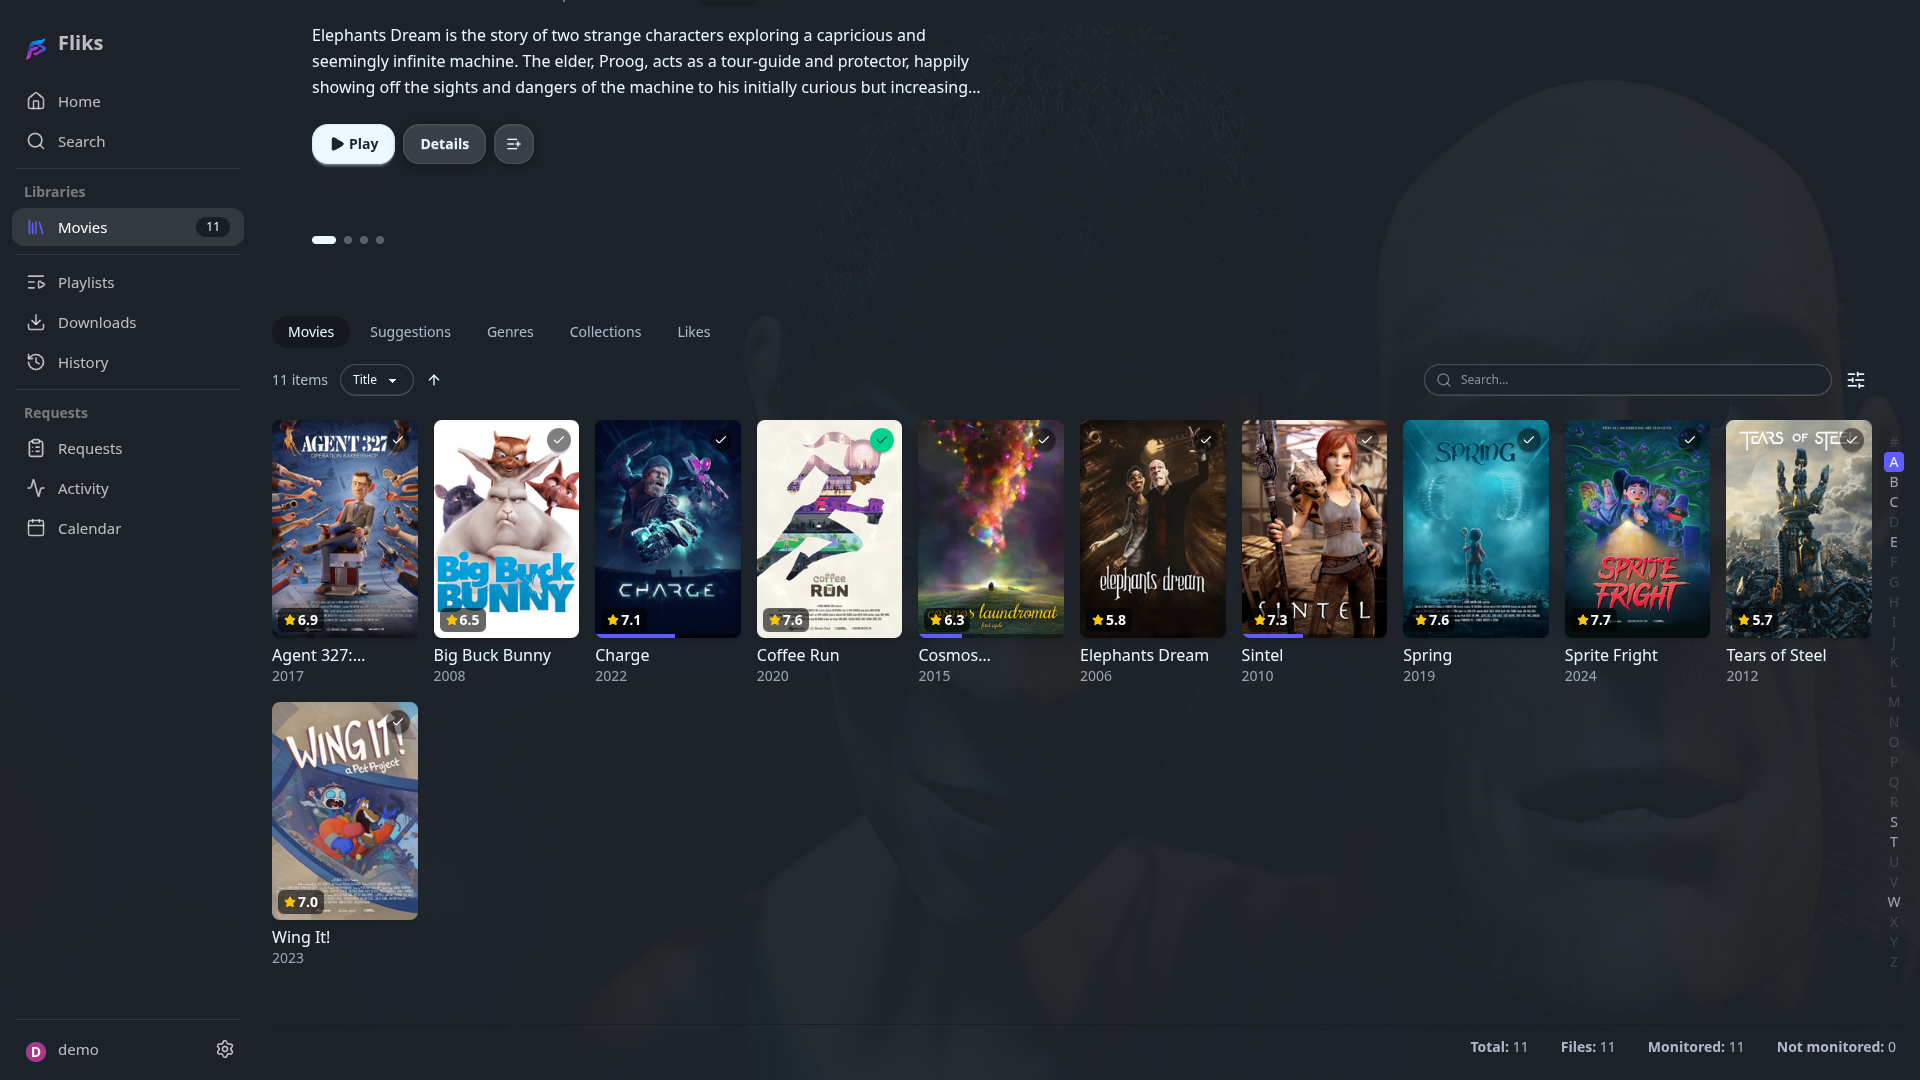 Fliks
Home
Search
Libraries
Movies 11
Playlists
Downloads
History
Requests
Requests
Activity
Calendar
demo
D
Elephants Dream is the story of two strange characters exploring a capricious and
seemingly infinite machine. The elder, Proog, acts as a tour-guide and protector, happily
showing off the sights and dangers of the machine to his initially curious but increasing...
Play Details
Movies Suggestions Genres Collections Likes
11 items Title Search...
AGENT 327
OPERATION BARBERSHOP
6.9
Agent 327:...
2017
Big Buck
BUNNY
6.5
Big Buck Bunny
2008
CHARGE
7.1
Charge
2022
coffee
RUN
7.6
Coffee Run
2020
cosmos laundromat
first cycle
6.3
Cosmos...
2015
elephants dream
5.8
Elephants Dream
2006
SINTEL
7.3
Sintel
2010
SPRING
7.6
Spring
2019
SPRITE
FRIGHT
7.7
Sprite Fright
2024
TEARS OF STEEL
5.7
Tears of Steel
2012
WING IT!
a Pet Project
7.0
Wing It!
2023
#
A
B
C
D
E
F
G
H
I
J
K
L
M
N
O
P
Q
R
S
T
U
V
W
X
Y
Z
Total: 11 Files: 11 Monitored: 11 Not monitored: 0